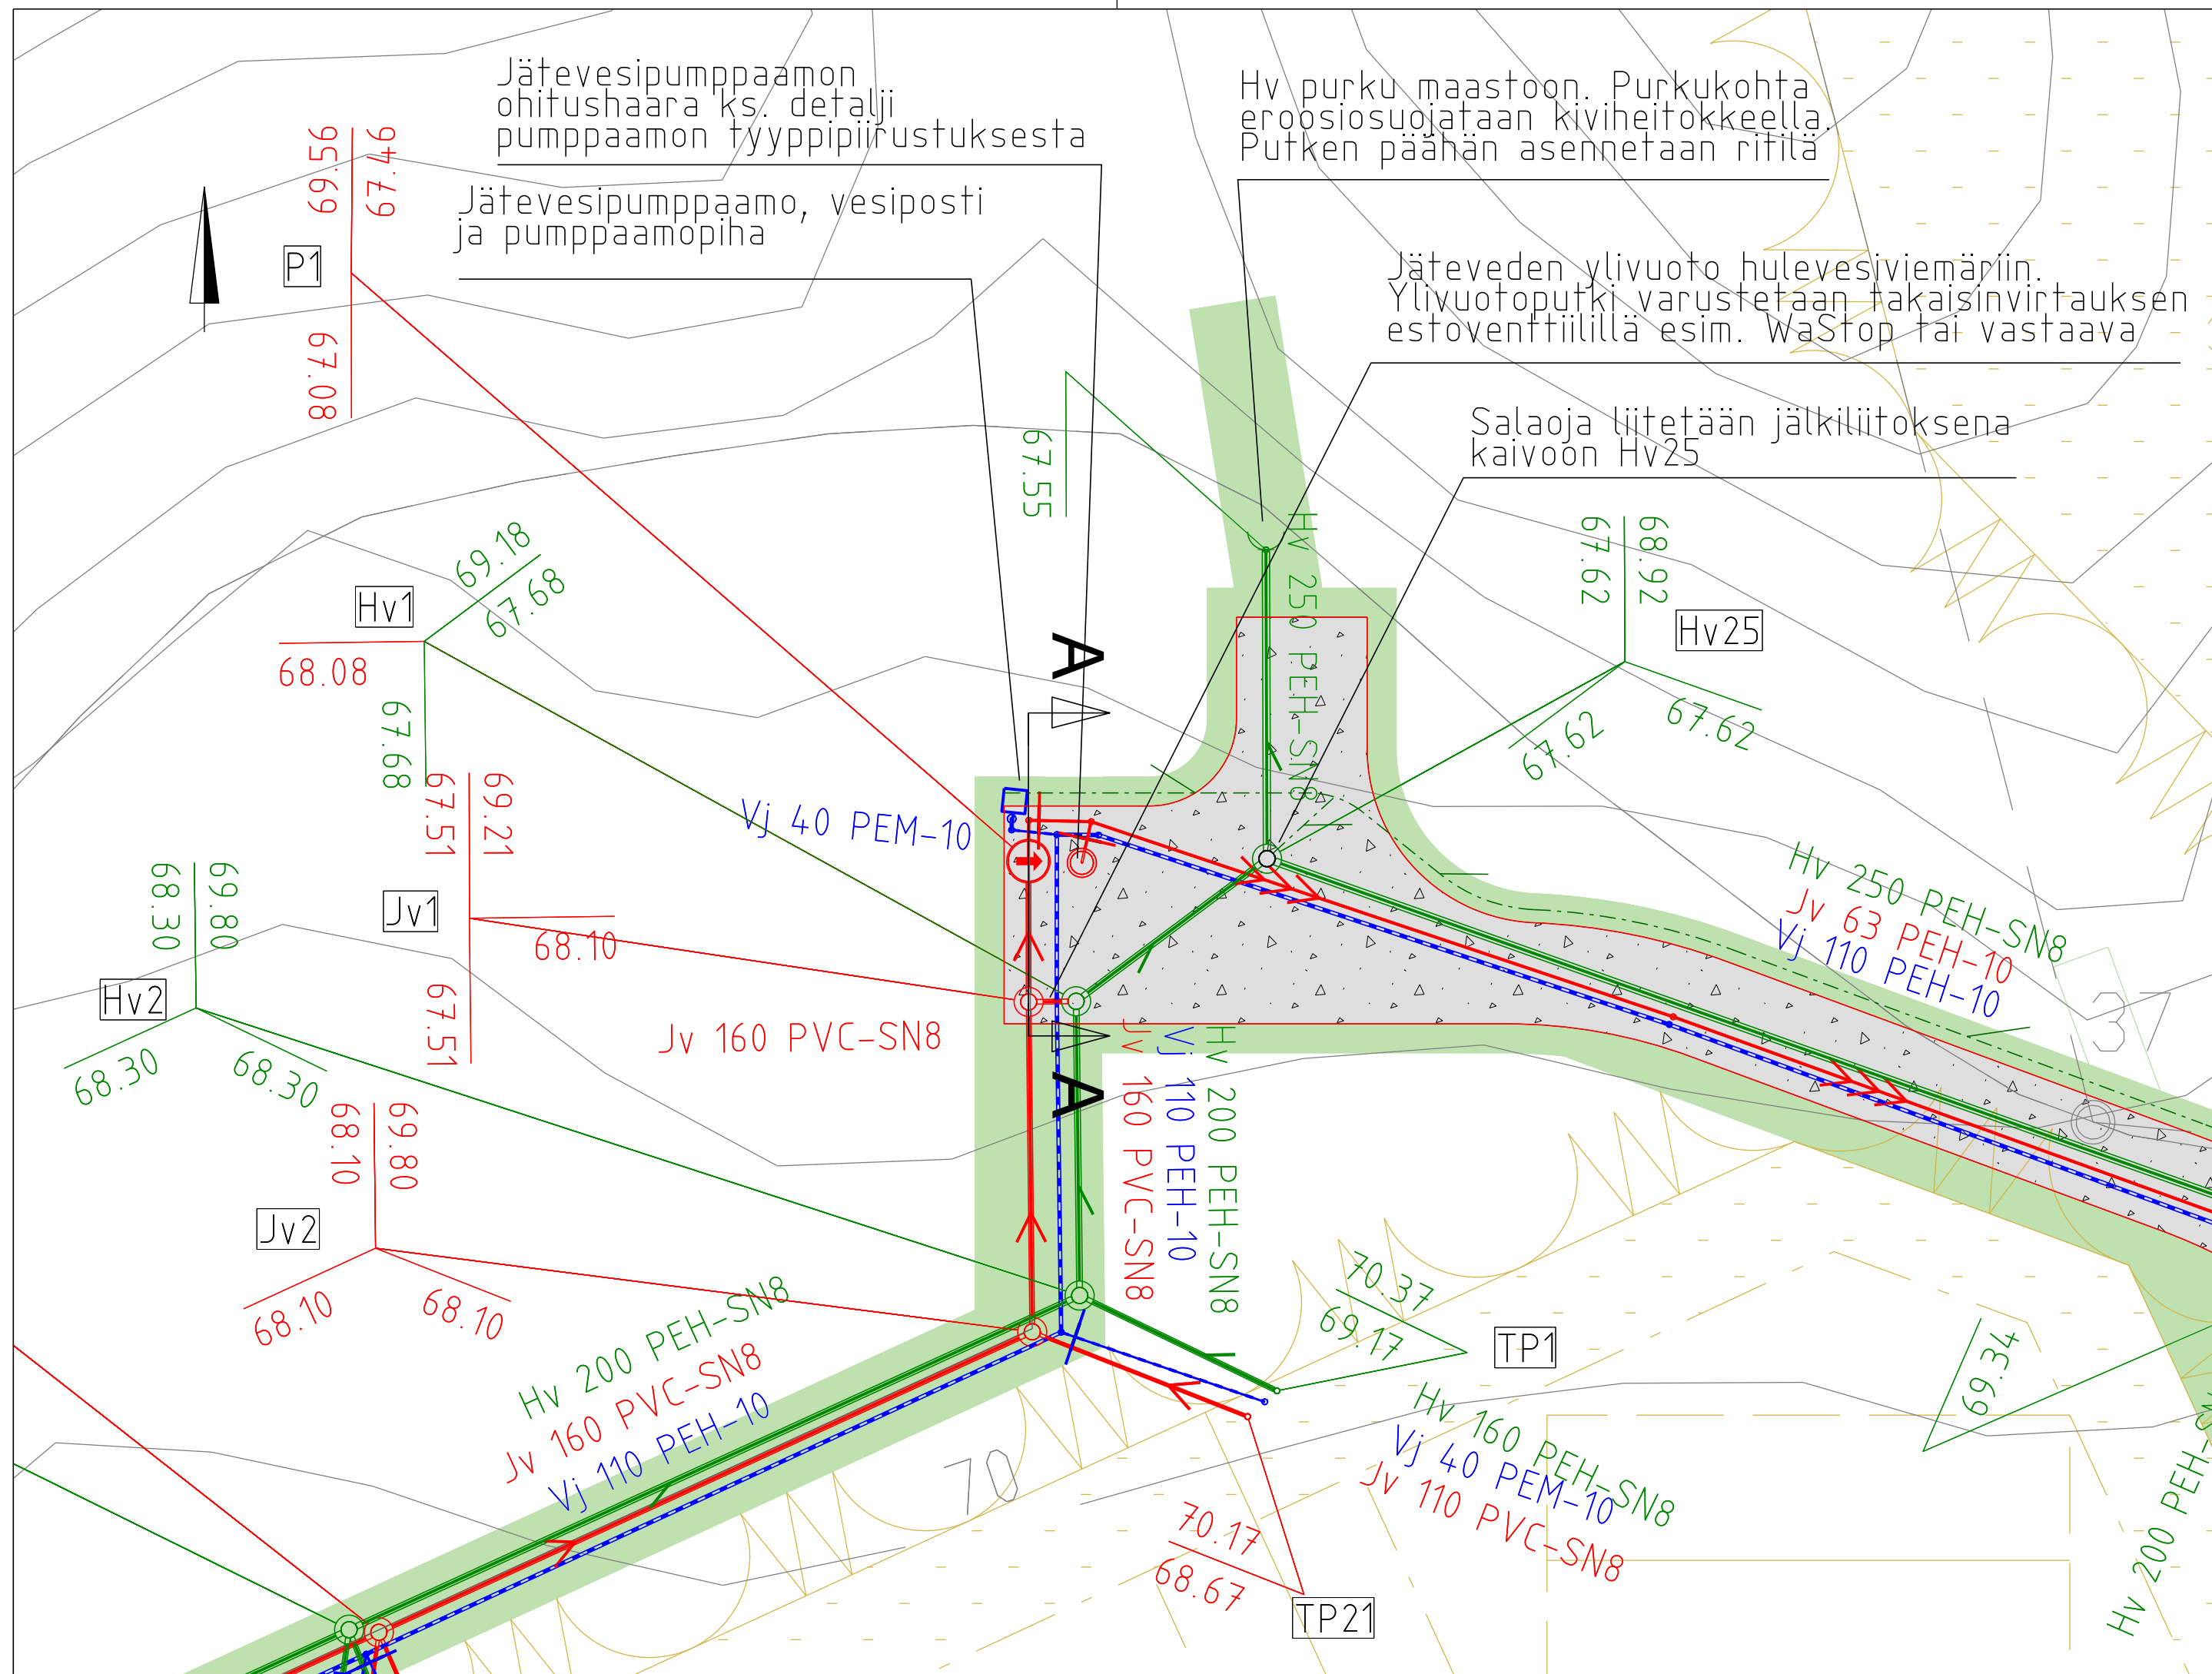 Jätevesipumppaamon
ohitushaara ks. detalji
pumppaamon tyyppipiirustuksesta
Jätevesipumppaamo, vesiposti
ja pumppaamopiha
Hv purku maastoon. Purkukohta
eroosiosuojataan kiviheitokkeella.
Putken päähän asennetaan ritilä
Jäteveden ylivuoto hulevesiviemäriin.
Ylivuotoputki varustetaan takaisinvirtauksen
estoventtiilillä esim. WaStop tai vastaava
Salaoja liitetään jälkiliitoksena
kaivoon Hv25
P1
67.46
69.56
67.08
67.55
Hv 250 PEH-SN8
68.92
67.62
Hv25
67.62
67.62
Hv1
69.18
67.68
68.08
67.68
A
Vj 40 PEM-10
69.21
67.51
Jv1
68.10
67.51
69.80
68.30
Hv2
68.30
68.30
Jv 160 PVC-SN8
A
Hv 250 PEH-SN8
Jv 63 PEH-10
Vj 110 PEH-10
37
Hv 200 PEH-SN8
Vj 110 PEH-10
Jv 160 PVC-SN8
69.80
68.10
Jv2
68.10
68.10
Hv 200 PEH-SN8
Jv 160 PVC-SN8
Vj 110 PEH-10
70.37
69.17
TP1
69.34
Hv 160 PEH-SN8
Vj 40 PEM-10
Jv 110 PVC-SN8
70
70.17
68.67
TP21
Hv 200 PEH-S